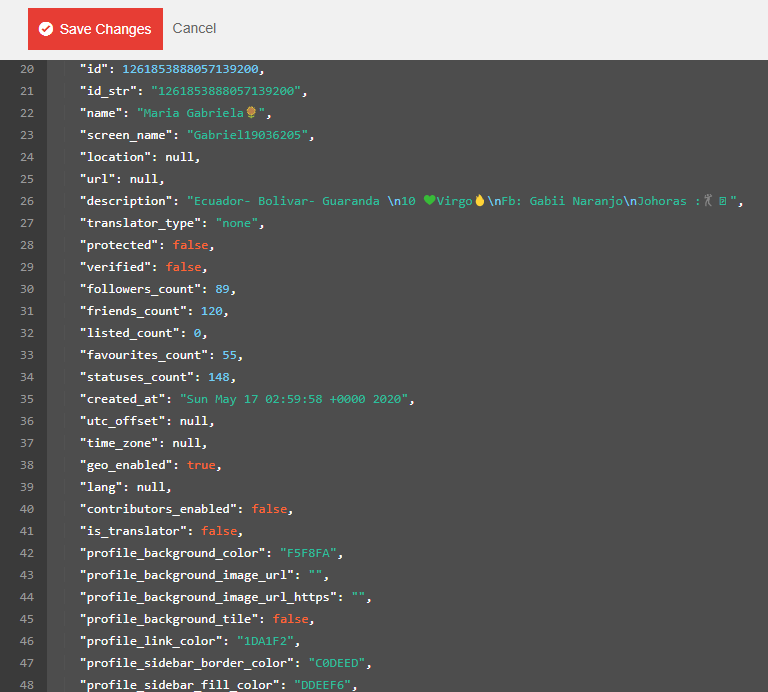 Save Changes Cancel
20 "id": 1261853888057139200,
21 "id_str": "1261853888057139200",
22 "name": "Maria Gabriela🌻",
23 "screen_name": "Gabriel19036205",
24 "location": null,
25 "url": null,
26 "description": "Ecuador- Bolivar- Guaranda \n10 💚Virgo👌\nFb: Gabii Naranjo\nJohoras :",
27 "translator_type": "none",
28 "protected": false,
29 "verified": false,
30 "followers_count": 89,
31 "friends_count": 120,
32 "listed_count": 0,
33 "favourites_count": 55,
34 "statuses_count": 148,
35 "created_at": "Sun May 17 02:59:58 +0000 2020",
36 "utc_offset": null,
37 "time_zone": null,
38 "geo_enabled": true,
39 "lang": null,
40 "contributors_enabled": false,
41 "is_translator": false,
42 "profile_background_color": "F5F8FA",
43 "profile_background_image_url": "",
44 "profile_background_image_url_https": "",
45 "profile_background_tile": false,
46 "profile_link_color": "1DA1F2",
47 "profile_sidebar_border_color": "C0DEED",
48 "profile_sidebar_fill_color": "DDEEF6",